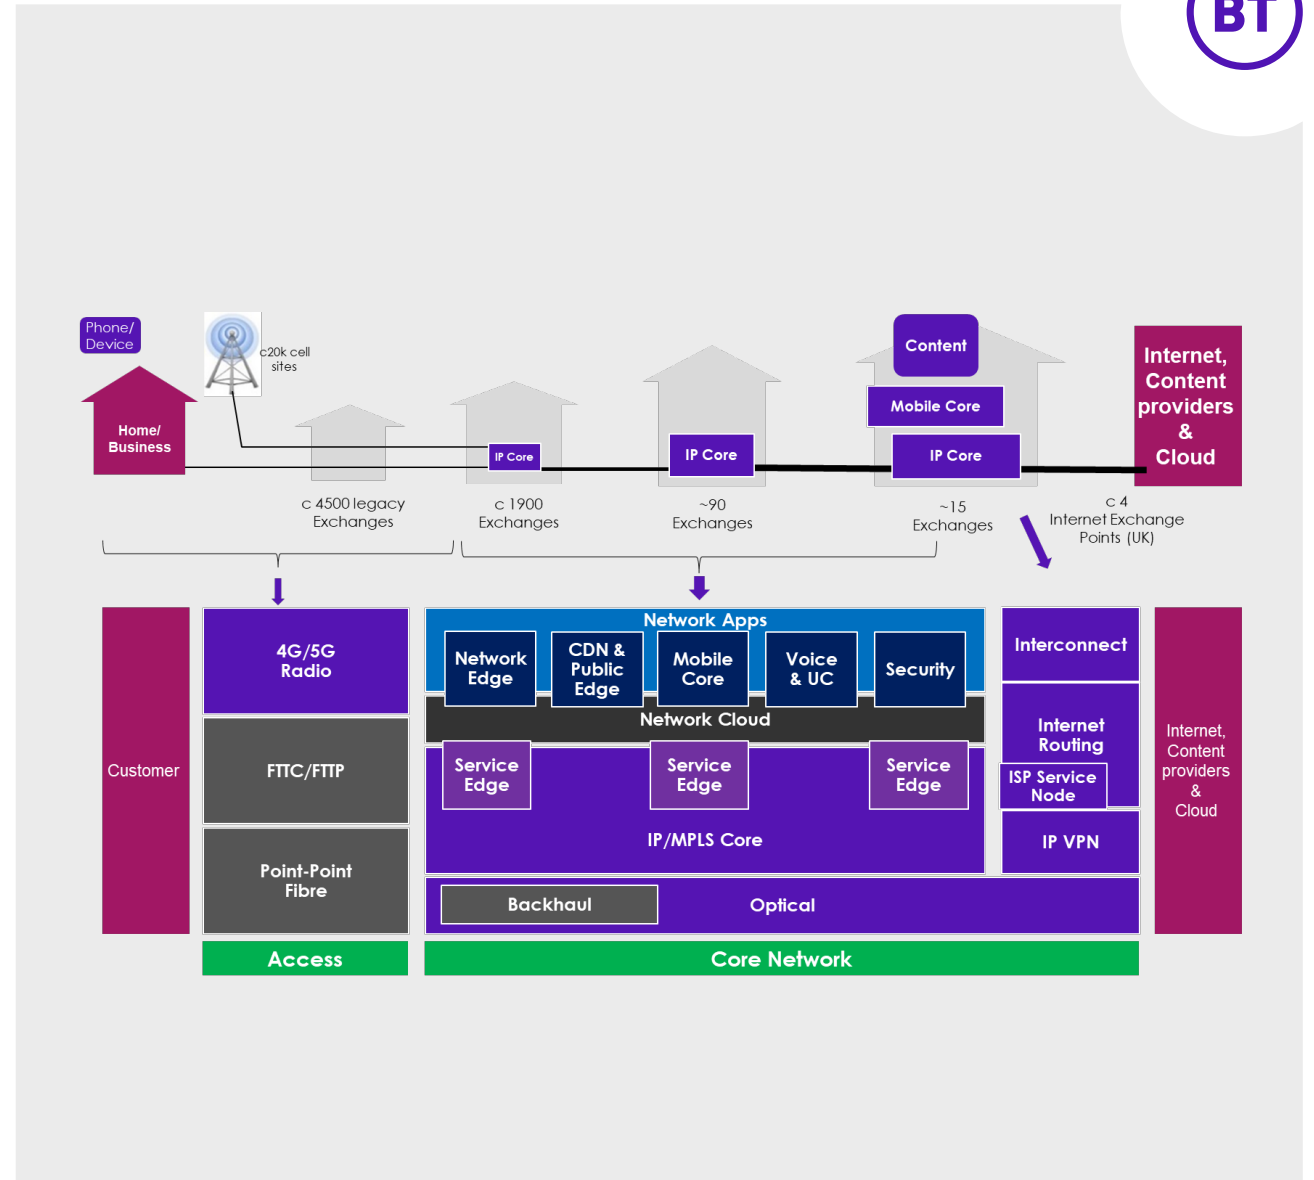 BT
Phone/
Device
c20k cell
sites
Home/
Business
IP Core
IP Core
Content
Mobile Core
IP Core
Internet,
Content
providers
&
Cloud
c 4500 legacy
Exchanges
c 1900
Exchanges
~90
Exchanges
~15
Exchanges
c 4
Internet Exchange
Points (UK)
Customer
4G/5G
Radio
FTTC/FTTP
Point-Point
Fibre
Access
Network Apps
Network
Edge
CDN &
Public
Edge
Mobile
Core
Voice
& UC
Security
Network Cloud
Service
Edge
Service
Edge
Service
Edge
IP/MPLS Core
Backhaul
Optical
Core Network
Interconnect
Internet
Routing
ISP Service
Node
IP VPN
Internet,
Content
providers
&
Cloud